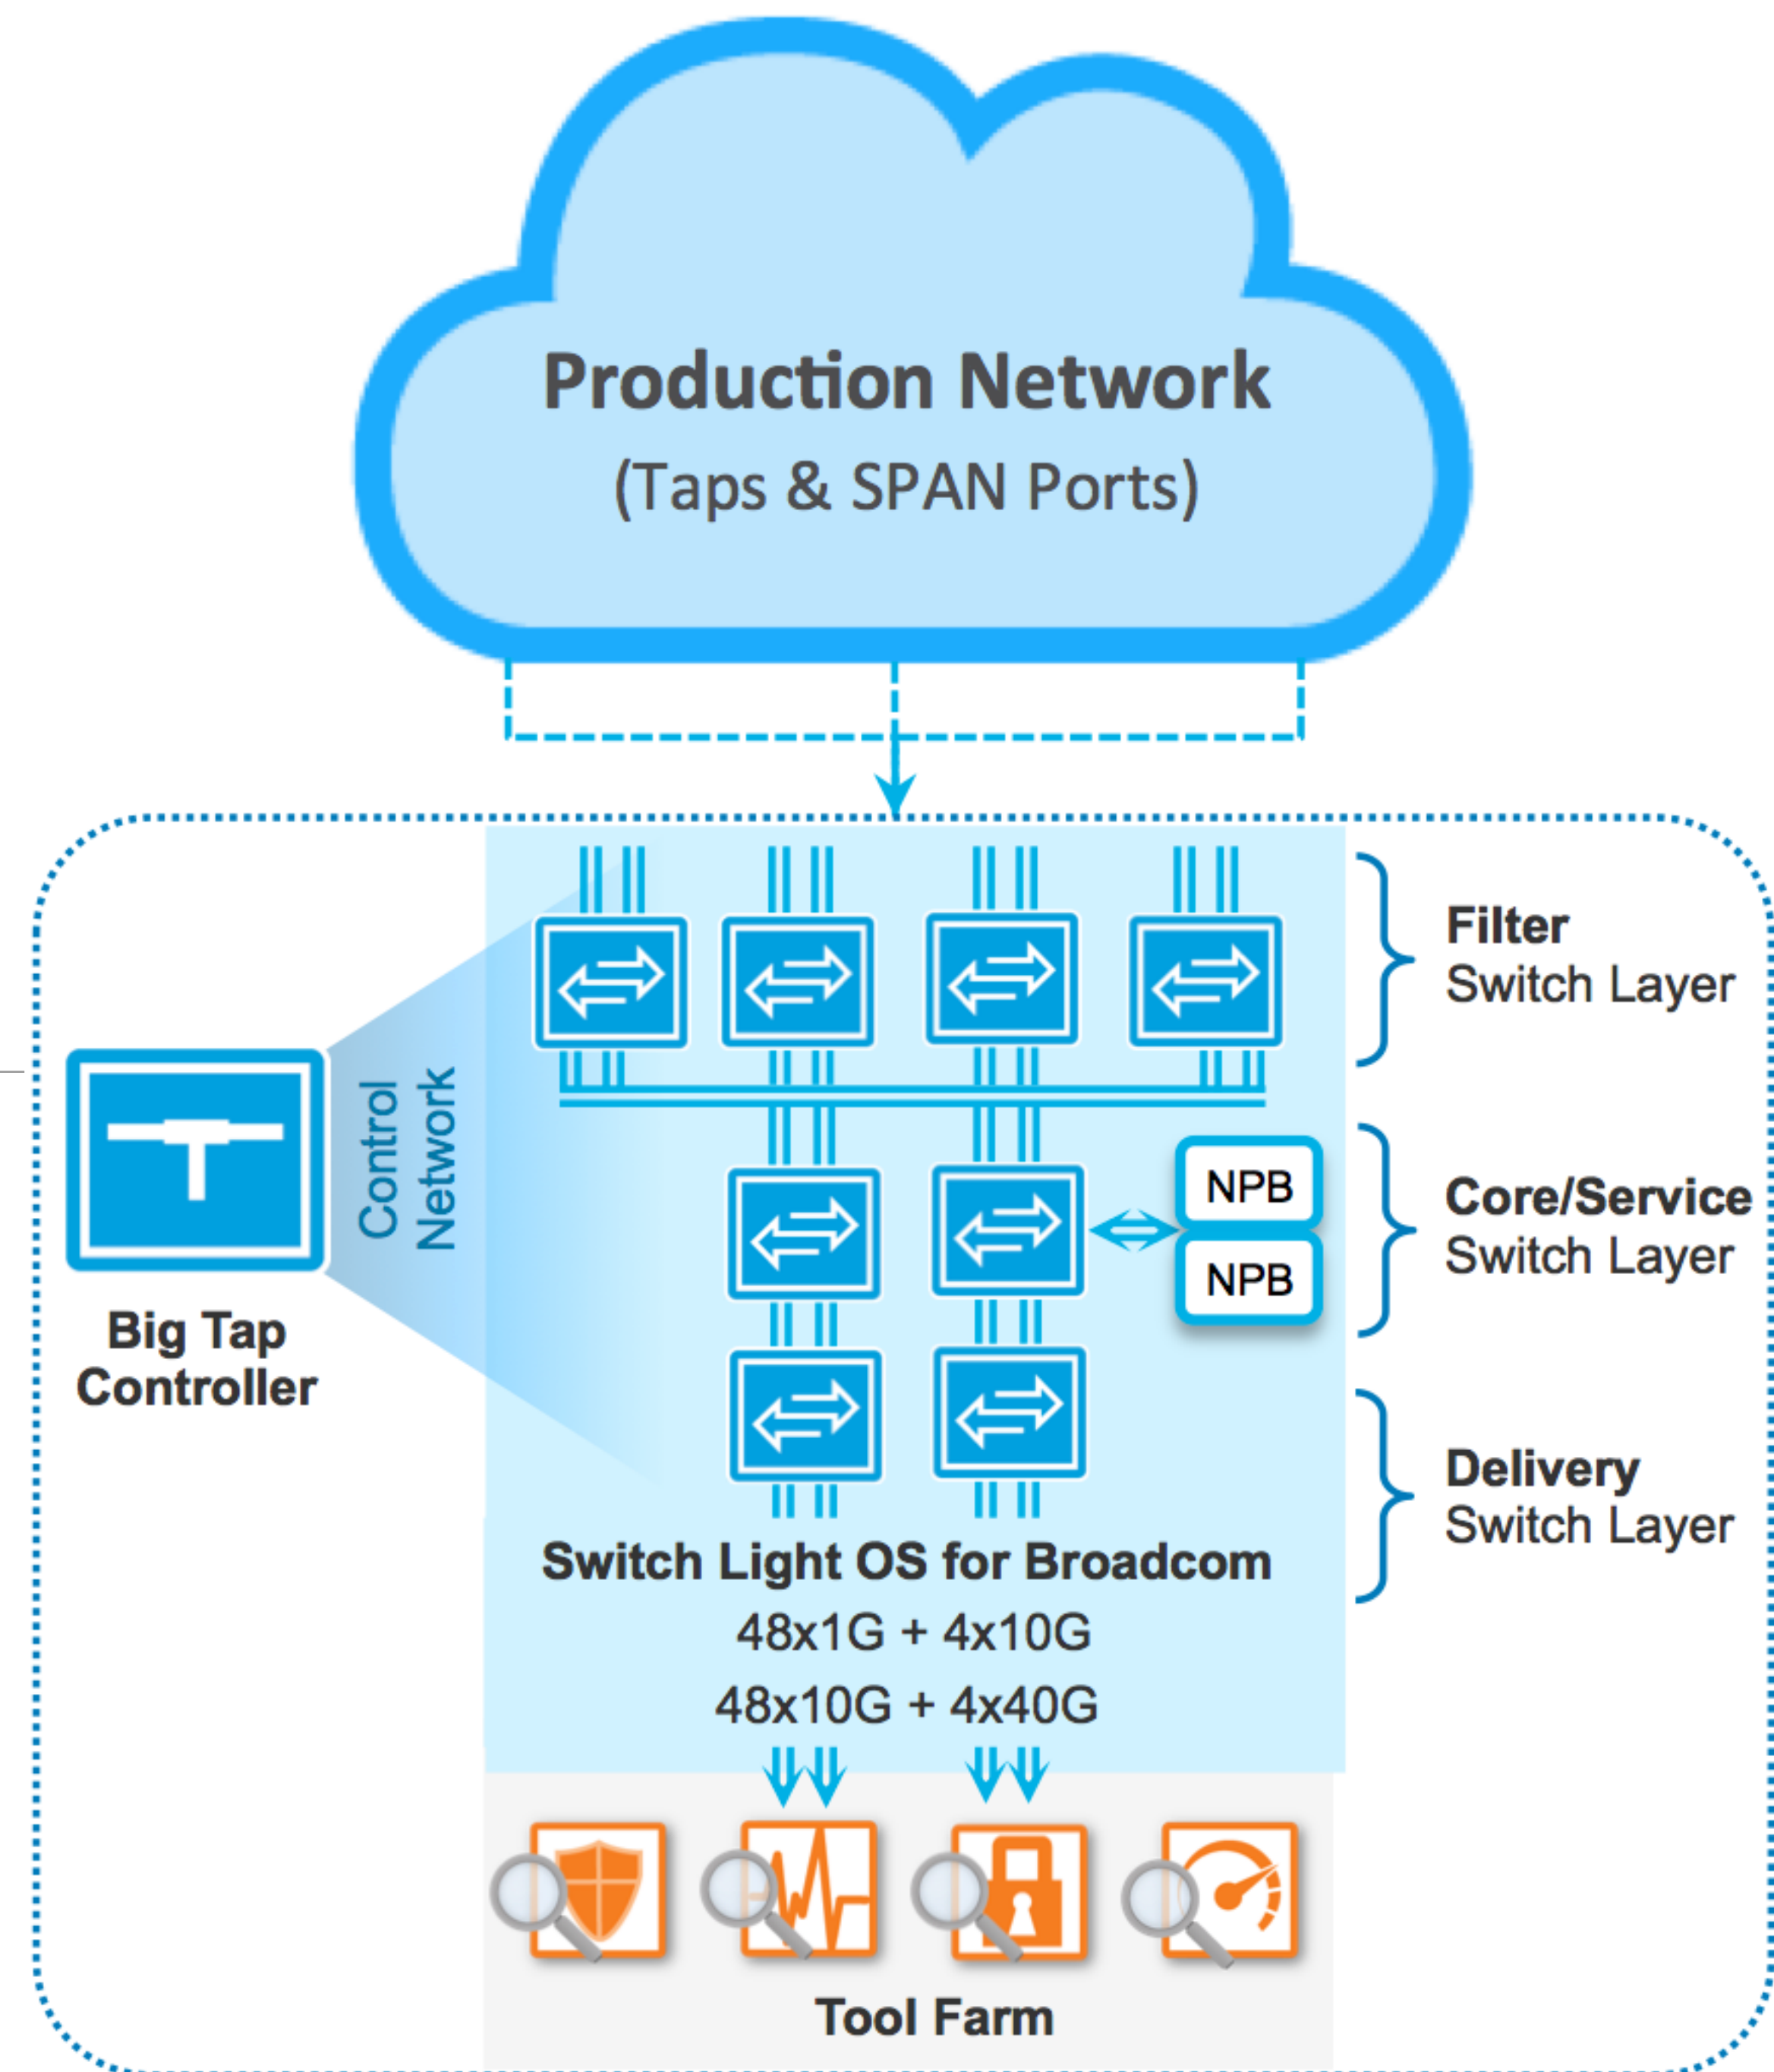 Production Network
(Taps & SPAN Ports)
Filter
Switch Layer
Control
Network
Big Tap
Controller
NPB
NPB
Core/Service
Switch Layer
Delivery
Switch Layer
Switch Light OS for Broadcom
48x1G + 4x10G
48x10G + 4x40G
Tool Farm